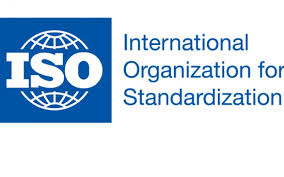 ISO
International
Organization for
Standardization